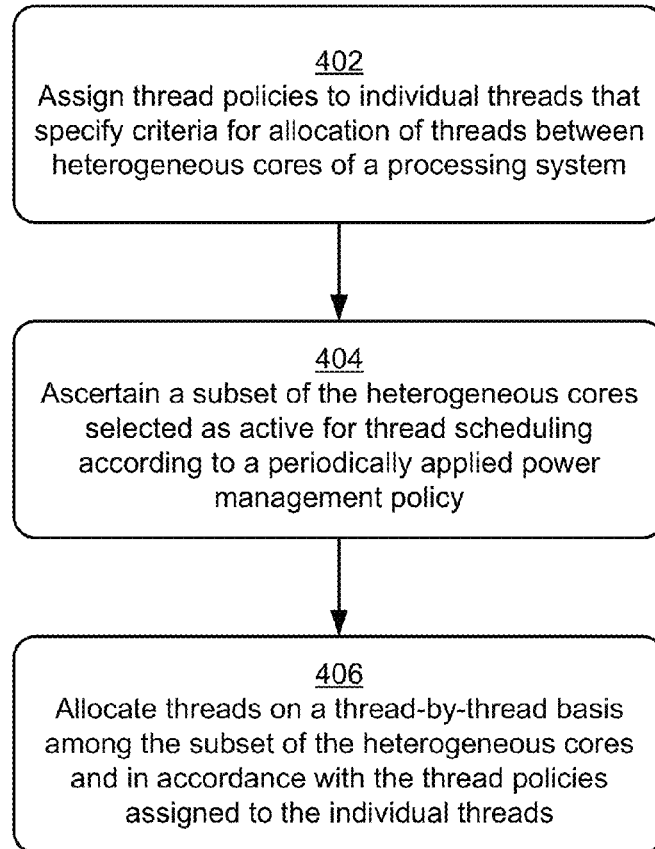 402
Assign thread policies to individual threads that
specify criteria for allocation of threads between
heterogeneous cores of a processing system
404
Ascertain a subset of the heterogeneous cores
selected as active for thread scheduling
according to a periodically applied power
management policy
406
Allocate threads on a thread-by-thread basis
among the subset of the heterogeneous cores
and in accordance with the thread policies
assigned to the individual threads